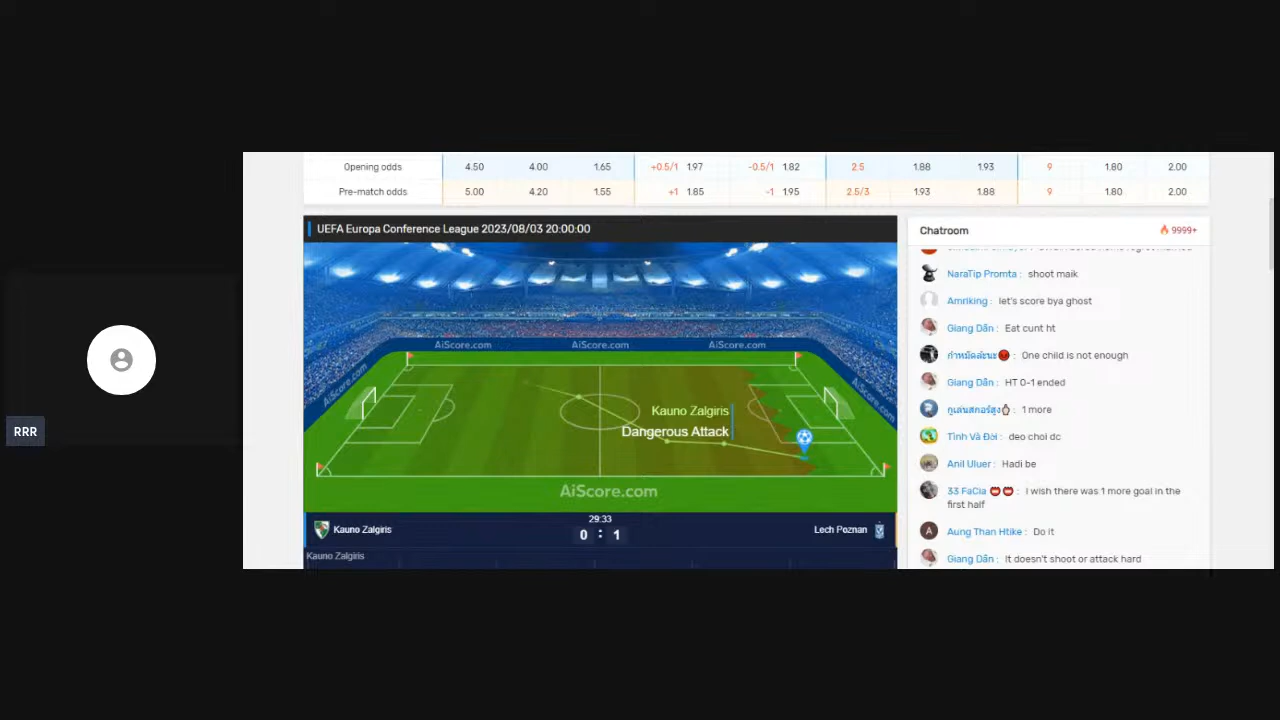 Opening odds 4.50 4.00 1.65 +0.5/1 1.97 -0.5/1 1.82 2.5 1.88 1.93 9 1.80 2.00
Pre-match odds 5.00 4.20 1.55 +1 1.85 -1 1.95 2.5/3 1.93 1.88 9 1.80 2.00
UEFA Europa Conference League 2023/08/03 20:00:00
AiScore.com AiScore.com AiScore.com
AiScore.com
AiScore.com
Kauno Zalgiris
Dangerous Attack
AiScore.com
29:33
Kauno Zalgiris 0 : 1 Lech Poznan
Kauno Zalgiris
Chatroom 9999+
NaraTip Promta : shoot maik
Amriking : let's score bya ghost
Giang Dân : Eat cunt ht
: One child is not enough
Giang Dân : HT 0-1 ended
: 1 more
Tình Và Đời : deo choi dc
Anil Uluer : Hadi be
33 FaCia : I wish there was 1 more goal in the
first half
A Aung Than Htike : Do it
Giang Dân : It doesn't shoot or attack hard
RRR